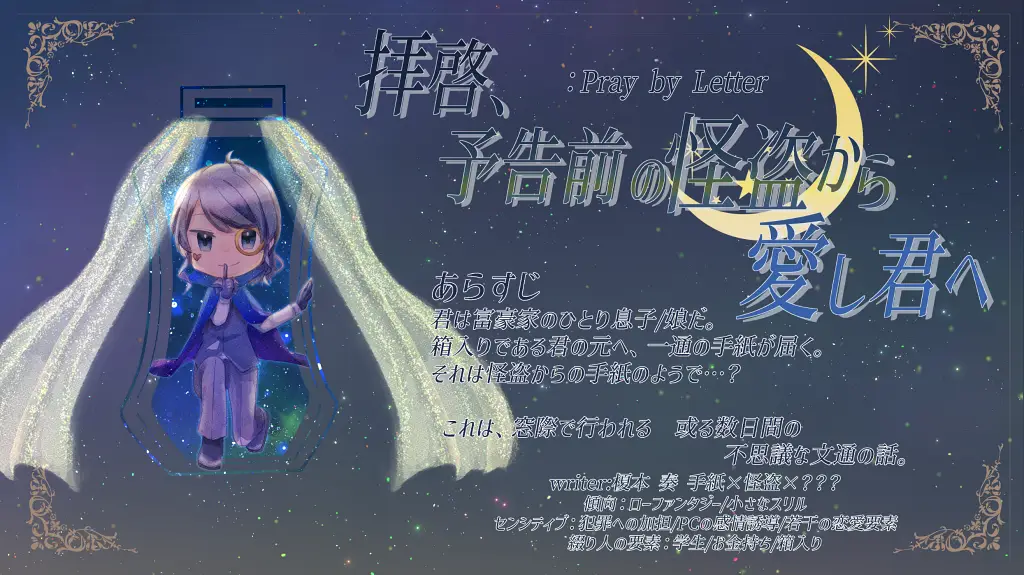 拝啓、
:Pray by Letter
予告前の怪盗から
愛し君へ
あらすじ
君は富豪家のひとり息子/娘だ。
箱入りである君の元へ、一通の手紙が届く。
それは怪盗からの手紙のようで…？
これは、窓際で行われる 或る数日間の
不思議な文通の話。
writer:榎本 奏 手紙×怪盗×？？？
傾向：ローファンタジー/小さなスリル
センシティブ：犯罪への加担/PCの感情誘導/若干の恋愛要素
綴り人の要素：学生/お金持ち/箱入り